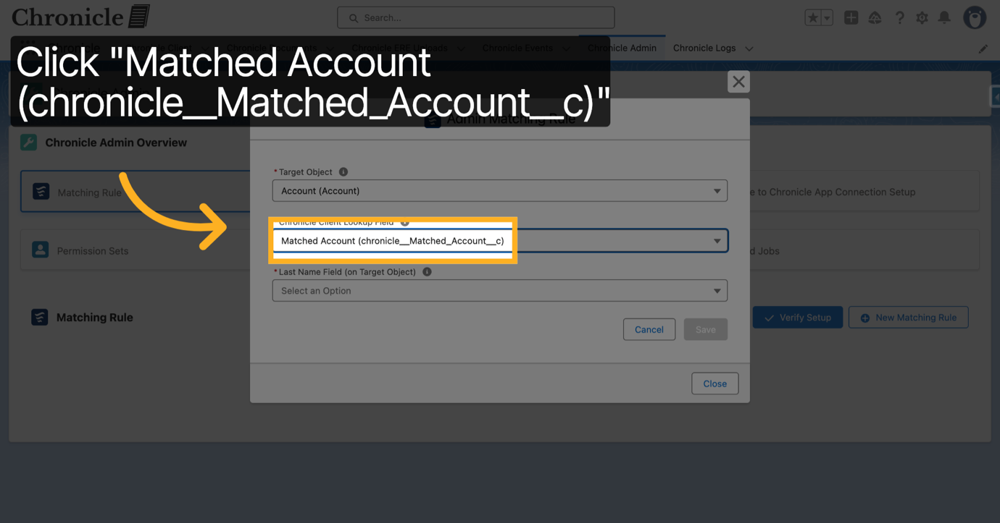 Chronicle
Search...
Click "Matched Account
(chronicle__Matched_Account__c)"
Chronicle Admin
Chronicle Logs
Admin Matching Rule
Chronicle Admin Overview
* Target Object
Matching Rule
Account (Account)
e to Chronicle App Connection Setup
Chronicle Client Lookup Field
Matched Account (chronicle__Matched_Account__c)
Permission Sets
d Jobs
* Last Name Field (on Target Object)
Select an Option
Matching Rule
Verify Setup
New Matching Rule
Cancel
Save
Close